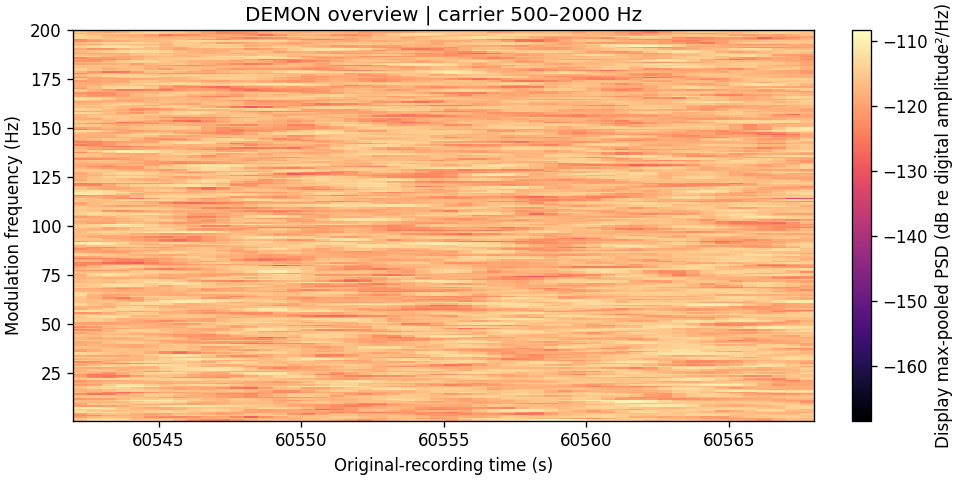 DEMON overview | carrier 500–2000 Hz
200
175
150
125
100
75
50
25
Modulation frequency (Hz)
60545 60550 60555 60560 60565
Original-recording time (s)
−110
−120
−130
−140
−150
−160
Display max-pooled PSD (dB re digital amplitude²/Hz)